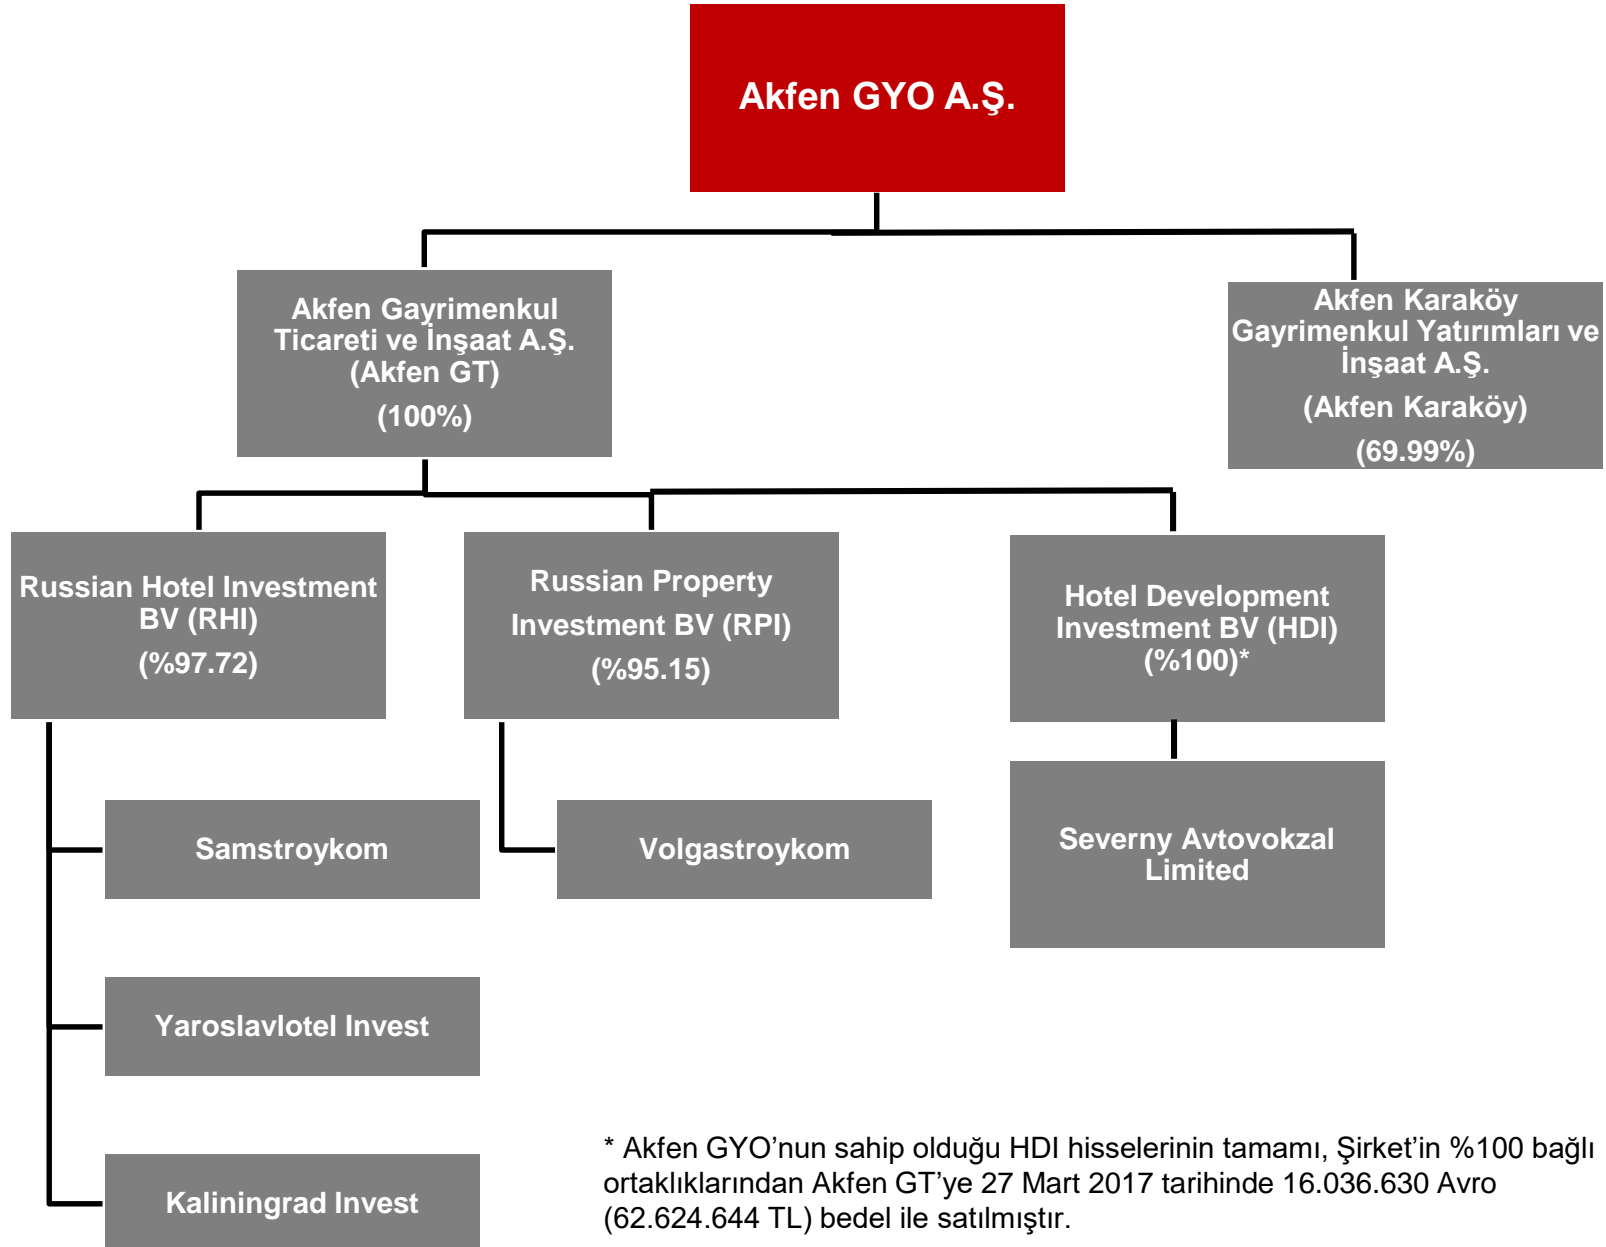 Akfen GYO A.Ş.
Akfen Gayrimenkul
Ticareti ve İnşaat A.Ş.
(Akfen GT)
(100%)
Akfen Karaköy
Gayrimenkul Yatırımları ve
İnşaat A.Ş.
(Akfen Karaköy)
(69.99%)
Russian Hotel Investment
BV (RHI)
(%97.72)
Russian Property
Investment BV (RPI)
(%95.15)
Hotel Development
Investment BV (HDI)
(%100)*
Samstroykom
Volgastroykom
Severny Avtovokzal
Limited
Yaroslavlotel Invest
Kaliningrad Invest
* Akfen GYO’nun sahip olduğu HDI hisselerinin tamamı, Şirket’in %100 bağlı
ortaklıklarından Akfen GT’ye 27 Mart 2017 tarihinde 16.036.630 Avro
(62.624.644 TL) bedel ile satılmıştır.